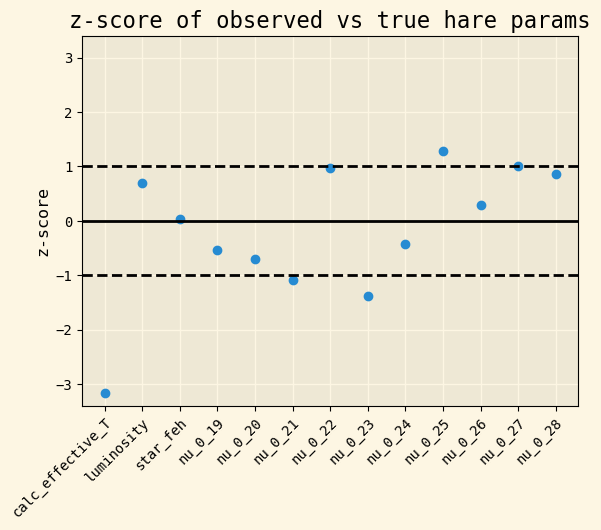 z-score of observed vs true hare params
z-score
3
2
1
0
−1
−2
−3
calc_effective_T
luminosity
star_feh
nu_0_19
nu_0_20
nu_0_21
nu_0_22
nu_0_23
nu_0_24
nu_0_25
nu_0_26
nu_0_27
nu_0_28